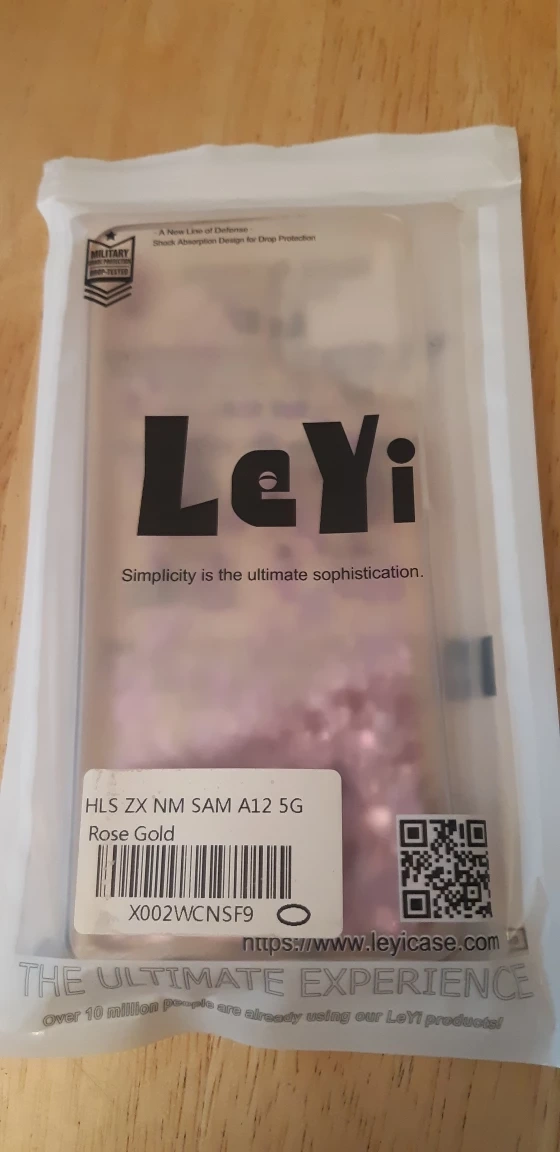 - A New Line of Defense -
Shock Absorption Design for Drop Protection
MILITARY
DROP-TESTED
LeYi
Simplicity is the ultimate sophistication.
HLS ZX NM SAM A12 5G
Rose Gold
X002WCNSF9
https://www.leyicase.com
THE ULTIMATE EXPERIENCE
Over 10 million people are already using our LeYi products!